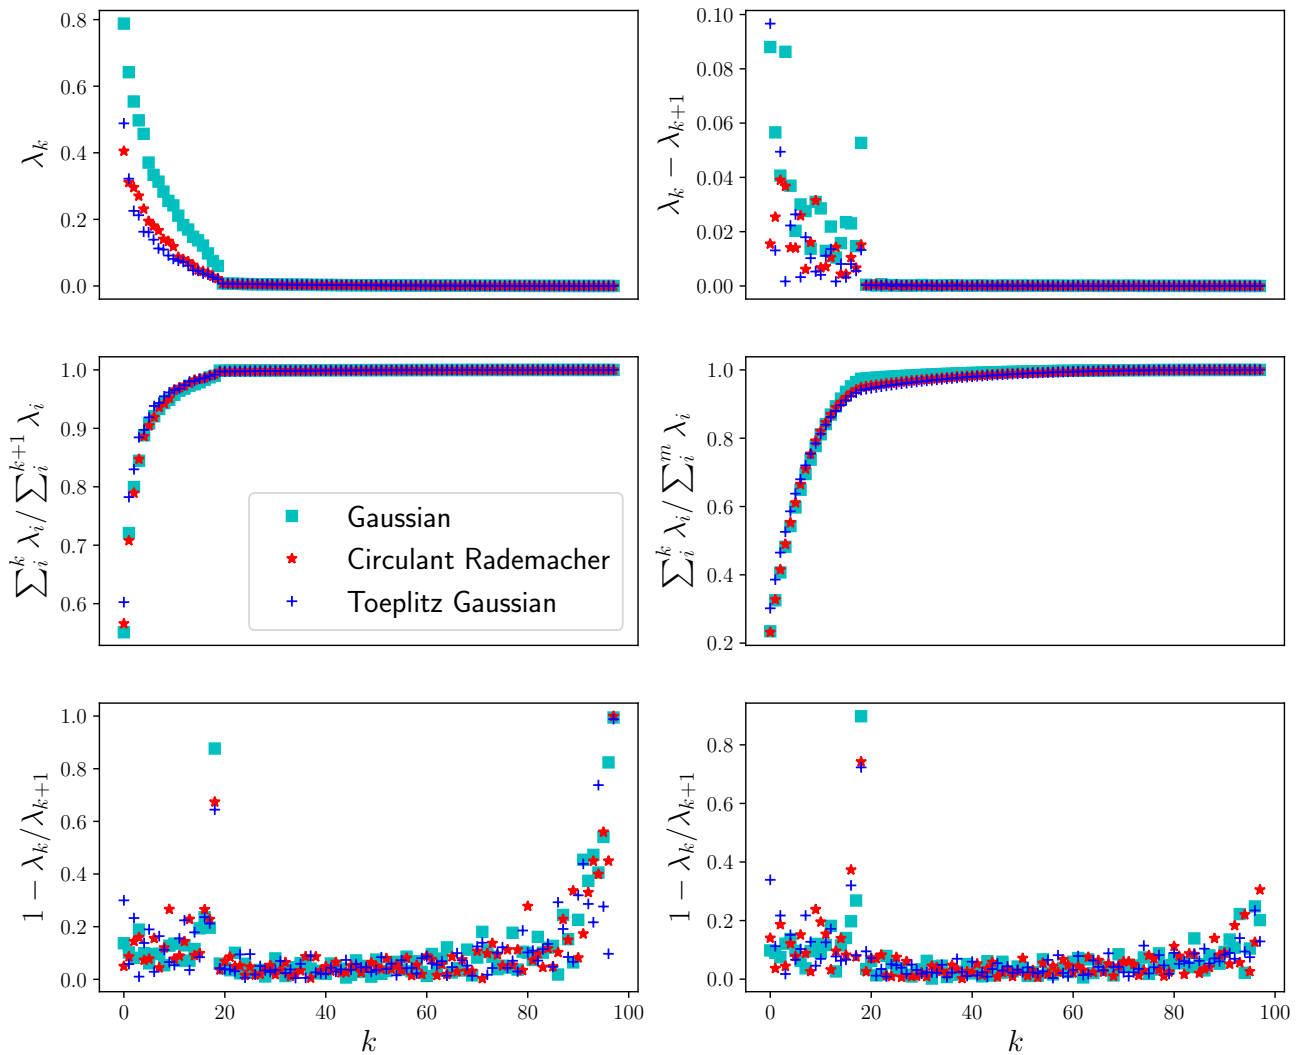 0.8
0.6
0.4
0.2
0.0
λ_k
0.10
0.08
0.06
0.04
0.02
0.00
λ_k − λ_{k+1}
1.0
0.9
0.8
0.7
0.6
∑_i^k λ_i / ∑_i^{k+1} λ_i
Gaussian
Circulant Rademacher
Toeplitz Gaussian
1.0
0.8
0.6
0.4
0.2
∑_i^k λ_i / ∑_i^m λ_i
1.0
0.8
0.6
0.4
0.2
0.0
1 − λ_k/λ_{k+1}
0 20 40 60 80 100
k
0.8
0.6
0.4
0.2
0.0
1 − λ_k/λ_{k+1}
0 20 40 60 80 100
k